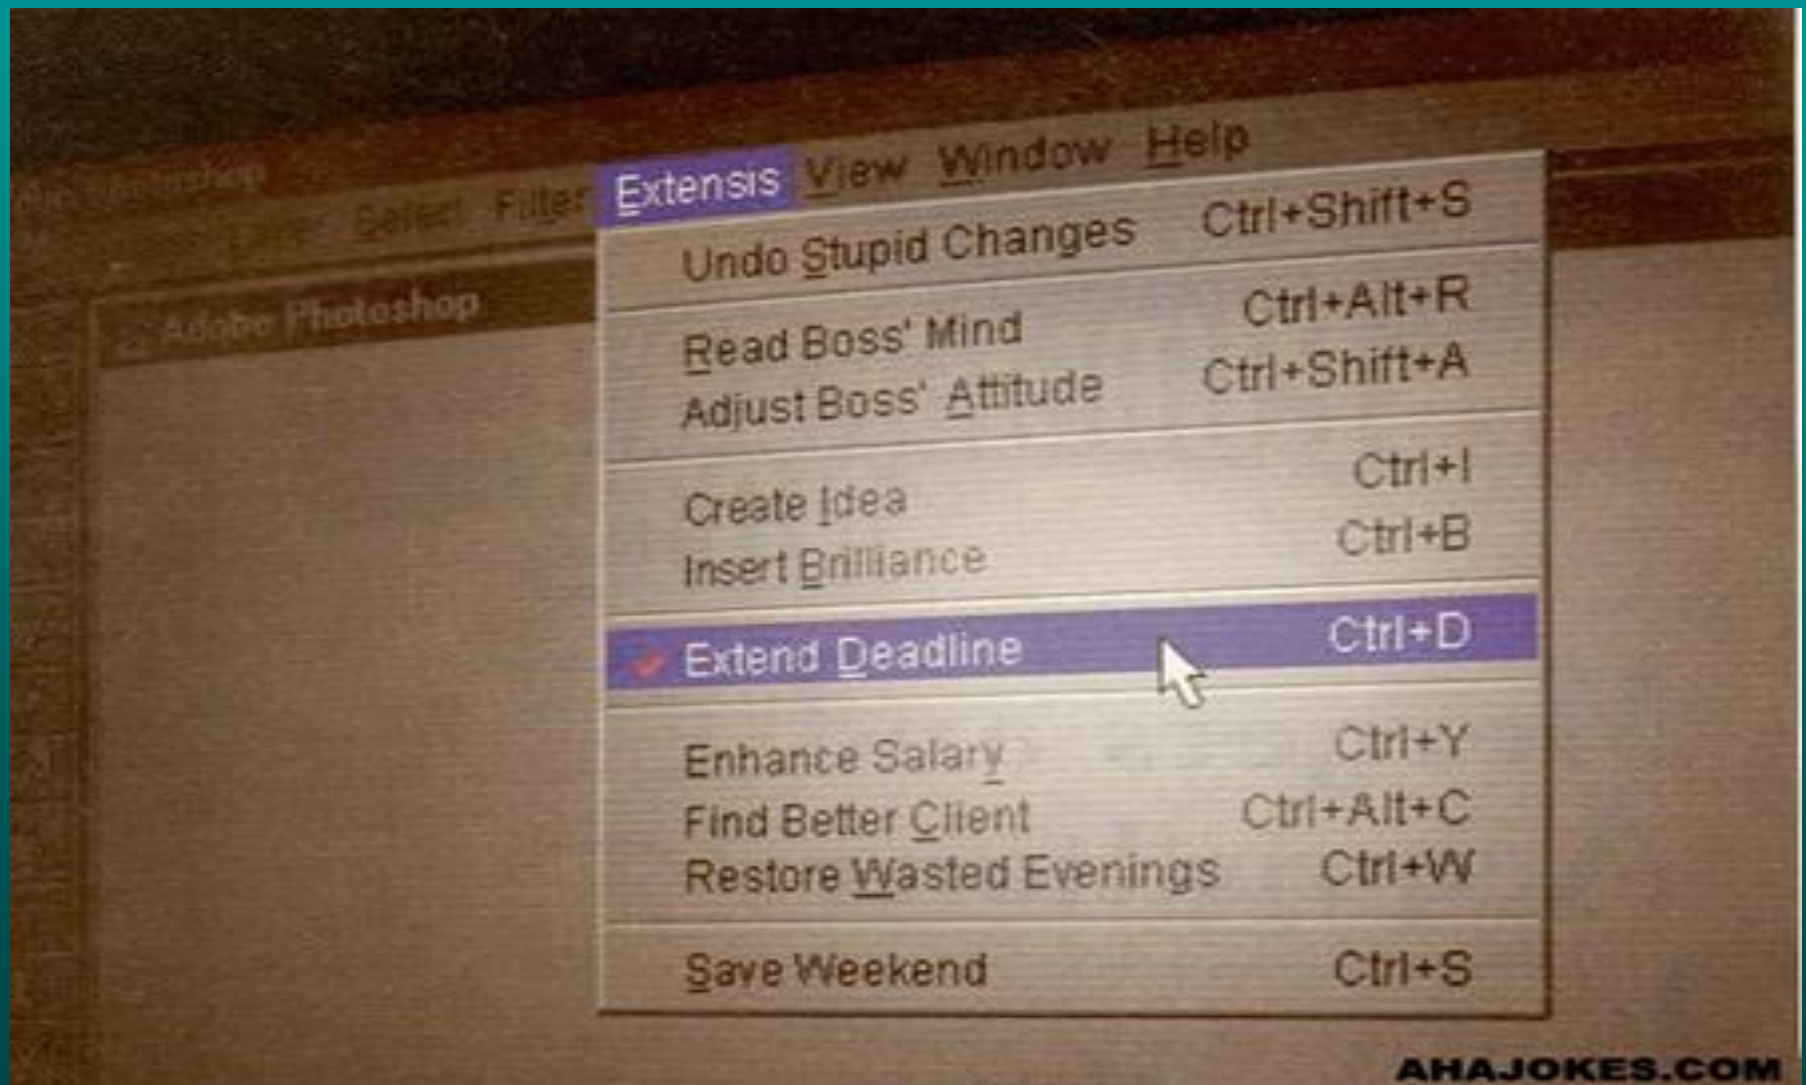 Photoshop
Select Filter Extensis View Window Help
Adobe Photoshop
Undo Stupid Changes Ctrl+Shift+S
Read Boss' Mind Ctrl+Alt+R
Adjust Boss' Attitude Ctrl+Shift+A
Create Idea Ctrl+I
Insert Brilliance Ctrl+B
Extend Deadline Ctrl+D
Enhance Salary Ctrl+Y
Find Better Client Ctrl+Alt+C
Restore Wasted Evenings Ctrl+W
Save Weekend Ctrl+S
AHAJOKES.COM